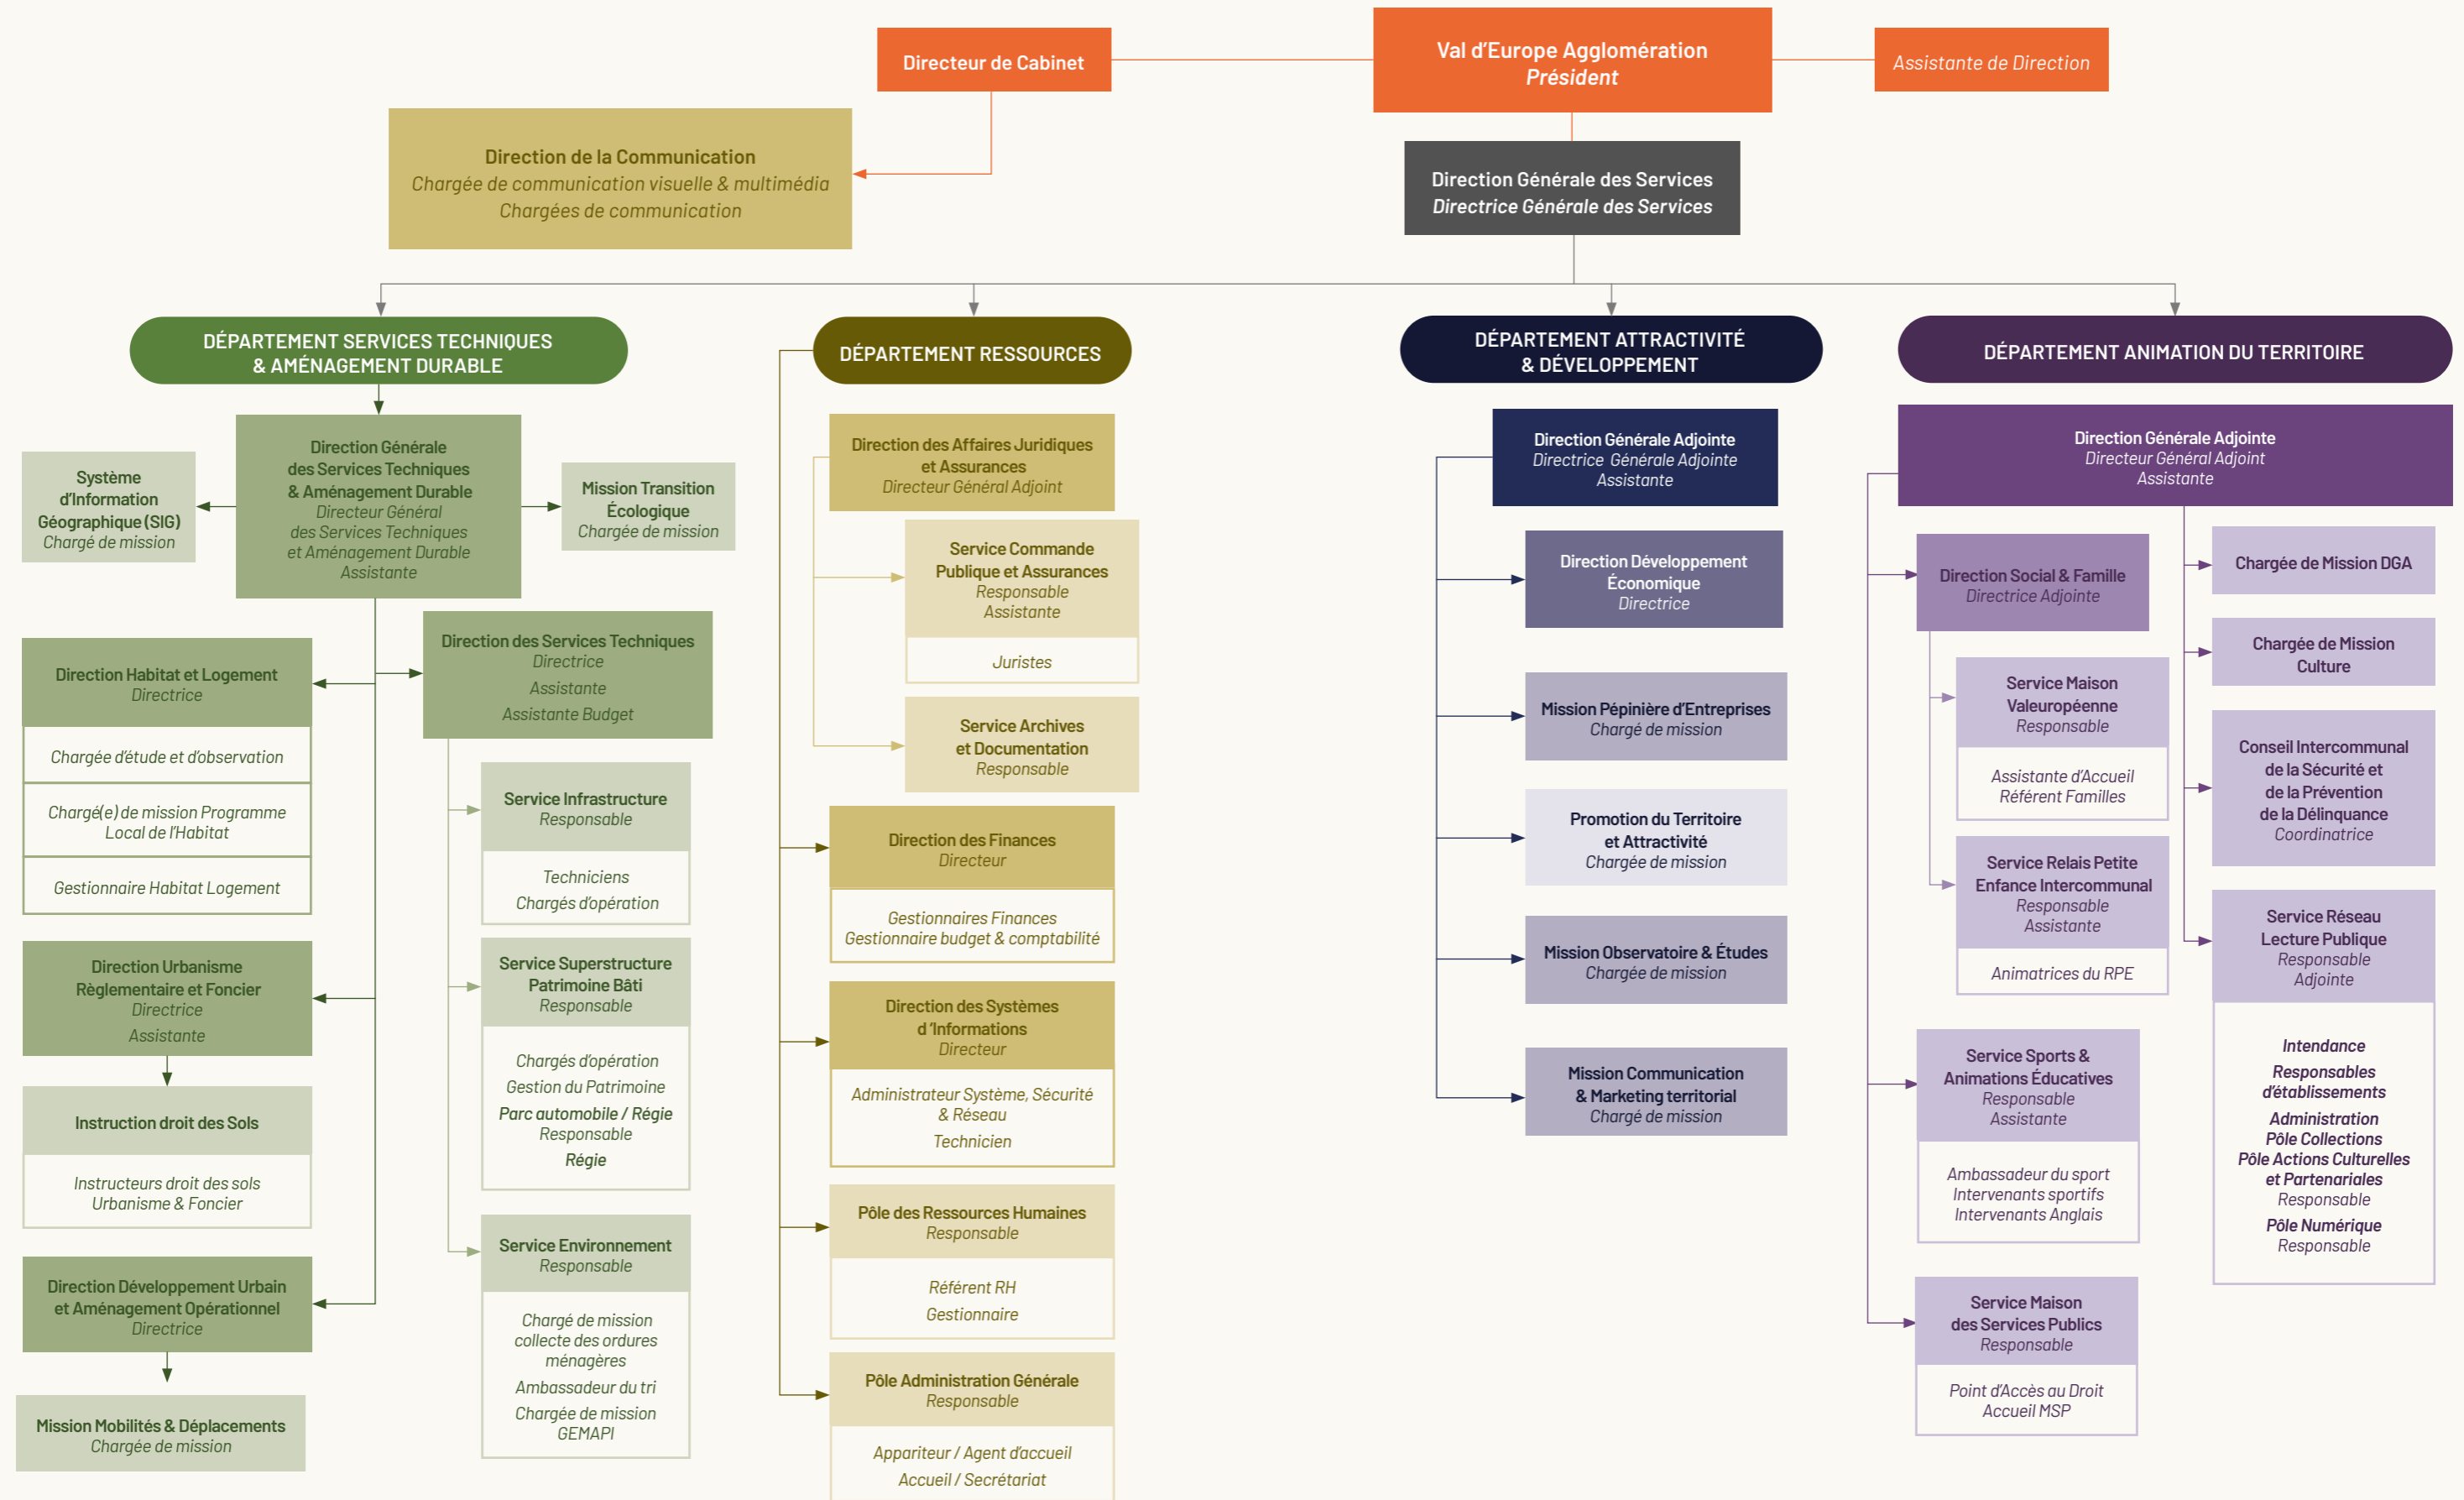 Directeur de Cabinet
Val d'Europe Agglomération
Président
Assistante de Direction
Direction de la Communication
Chargée de communication visuelle & multimédia
Chargées de communication
Direction Générale des Services
Directrice Générale des Services
DÉPARTEMENT SERVICES TECHNIQUES
& AMÉNAGEMENT DURABLE
Direction Générale
des Services Techniques
& Aménagement Durable
Directeur Général
des Services Techniques
et Aménagement Durable
Assistante
Système
d'Information
Géographique (SIG)
Chargé de mission
Mission Transition
Écologique
Chargée de mission
Direction Habitat et Logement
Directrice
Chargée d'étude et d'observation
Chargé(e) de mission Programme
Local de l'Habitat
Gestionnaire Habitat Logement
Direction Urbanisme
Règlementaire et Foncier
Directrice
Assistante
Instruction droit des Sols
Instructeurs droit des sols
Urbanisme & Foncier
Direction Développement Urbain
et Aménagement Opérationnel
Directrice
Mission Mobilités & Déplacements
Chargée de mission
Direction des Services Techniques
Directrice
Assistante
Assistante Budget
Service Infrastructure
Responsable
Techniciens
Chargés d'opération
Service Superstructure
Patrimoine Bâti
Responsable
Chargés d'opération
Gestion du Patrimoine
Parc automobile / Régie
Responsable
Régie
Service Environnement
Responsable
Chargé de mission
collecte des ordures
ménagères
Ambassadeur du tri
Chargée de mission
GEMAPI
DÉPARTEMENT RESSOURCES
Direction des Affaires Juridiques
et Assurances
Directeur Général Adjoint
Service Commande
Publique et Assurances
Responsable
Assistante
Juristes
Service Archives
et Documentation
Responsable
Direction des Finances
Directeur
Gestionnaires Finances
Gestionnaire budget & comptabilité
Direction des Systèmes
d 'Informations
Directeur
Administrateur Système, Sécurité
& Réseau
Technicien
Pôle des Ressources Humaines
Responsable
Référent RH
Gestionnaire
Pôle Administration Générale
Responsable
Appariteur / Agent d'accueil
Accueil / Secrétariat
DÉPARTEMENT ATTRACTIVITÉ
& DÉVELOPPEMENT
Direction Générale Adjointe
Directrice Générale Adjointe
Assistante
Direction Développement
Économique
Directrice
Mission Pépinière d'Entreprises
Chargé de mission
Promotion du Territoire
et Attractivité
Chargée de mission
Mission Observatoire & Études
Chargée de mission
Mission Communication
& Marketing territorial
Chargé de mission
DÉPARTEMENT ANIMATION DU TERRITOIRE
Direction Générale Adjointe
Directeur Général Adjoint
Assistante
Direction Social & Famille
Directrice Adjointe
Service Maison
Valeuropéenne
Responsable
Assistante d'Accueil
Référent Familles
Service Relais Petite
Enfance Intercommunal
Responsable
Assistante
Animatrices du RPE
Service Sports &
Animations Éducatives
Responsable
Assistante
Ambassadeur du sport
Intervenants sportifs
Intervenants Anglais
Service Maison
des Services Publics
Responsable
Point d'Accès au Droit
Accueil MSP
Chargée de Mission DGA
Chargée de Mission
Culture
Conseil Intercommunal
de la Sécurité et
de la Prévention
de la Délinquance
Coordinatrice
Service Réseau
Lecture Publique
Responsable
Adjointe
Intendance
Responsables
d'établissements
Administration
Pôle Collections
Pôle Actions Culturelles
et Partenariales
Responsable
Pôle Numérique
Responsable